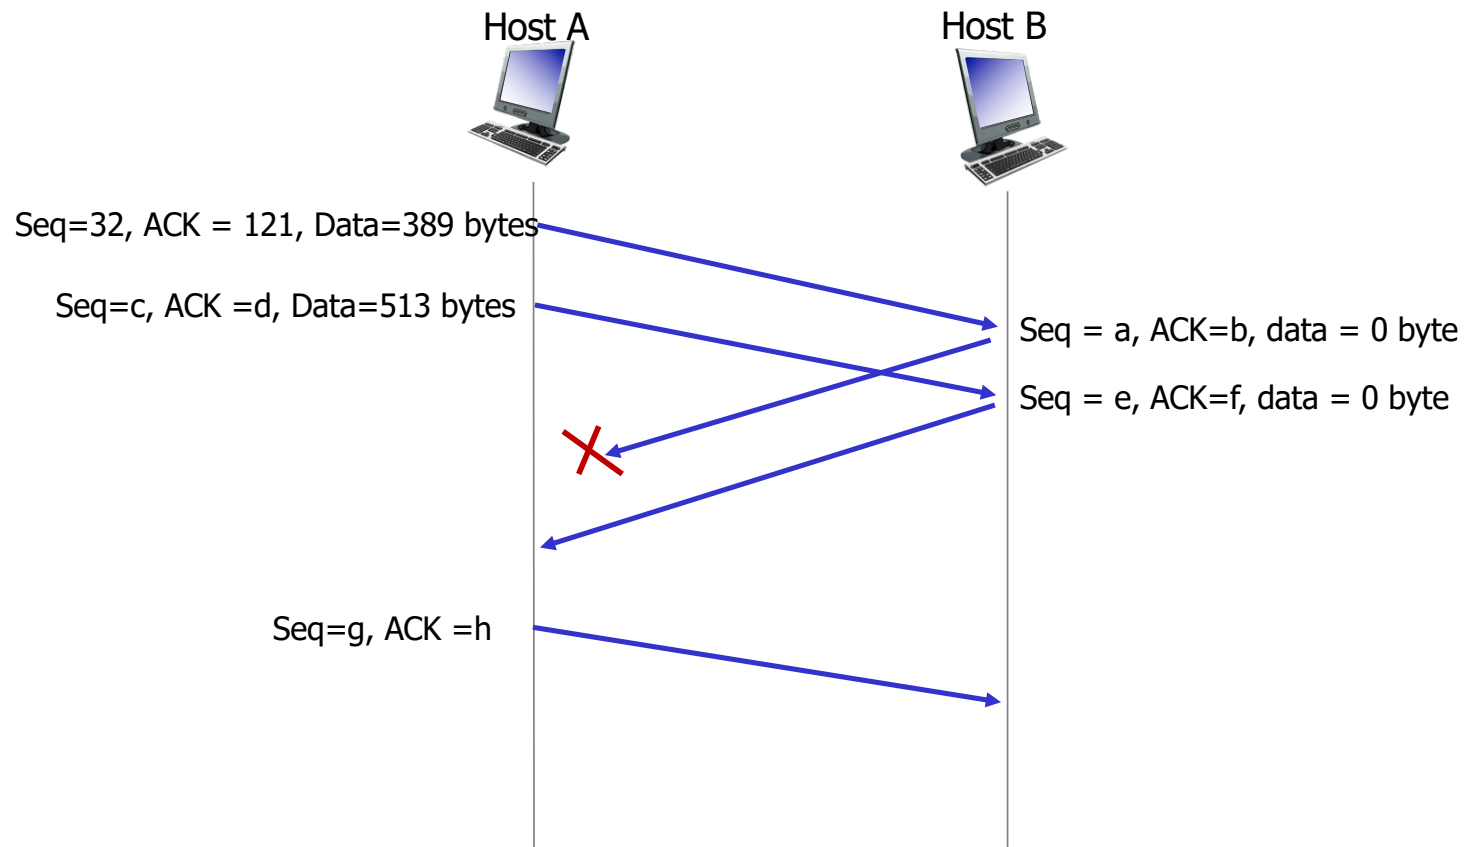 Host A
Host B
Seq=32, ACK = 121, Data=389 bytes
Seq=c, ACK =d, Data=513 bytes
Seq = a, ACK=b, data = 0 byte
Seq = e, ACK=f, data = 0 byte
Seq=g, ACK =h